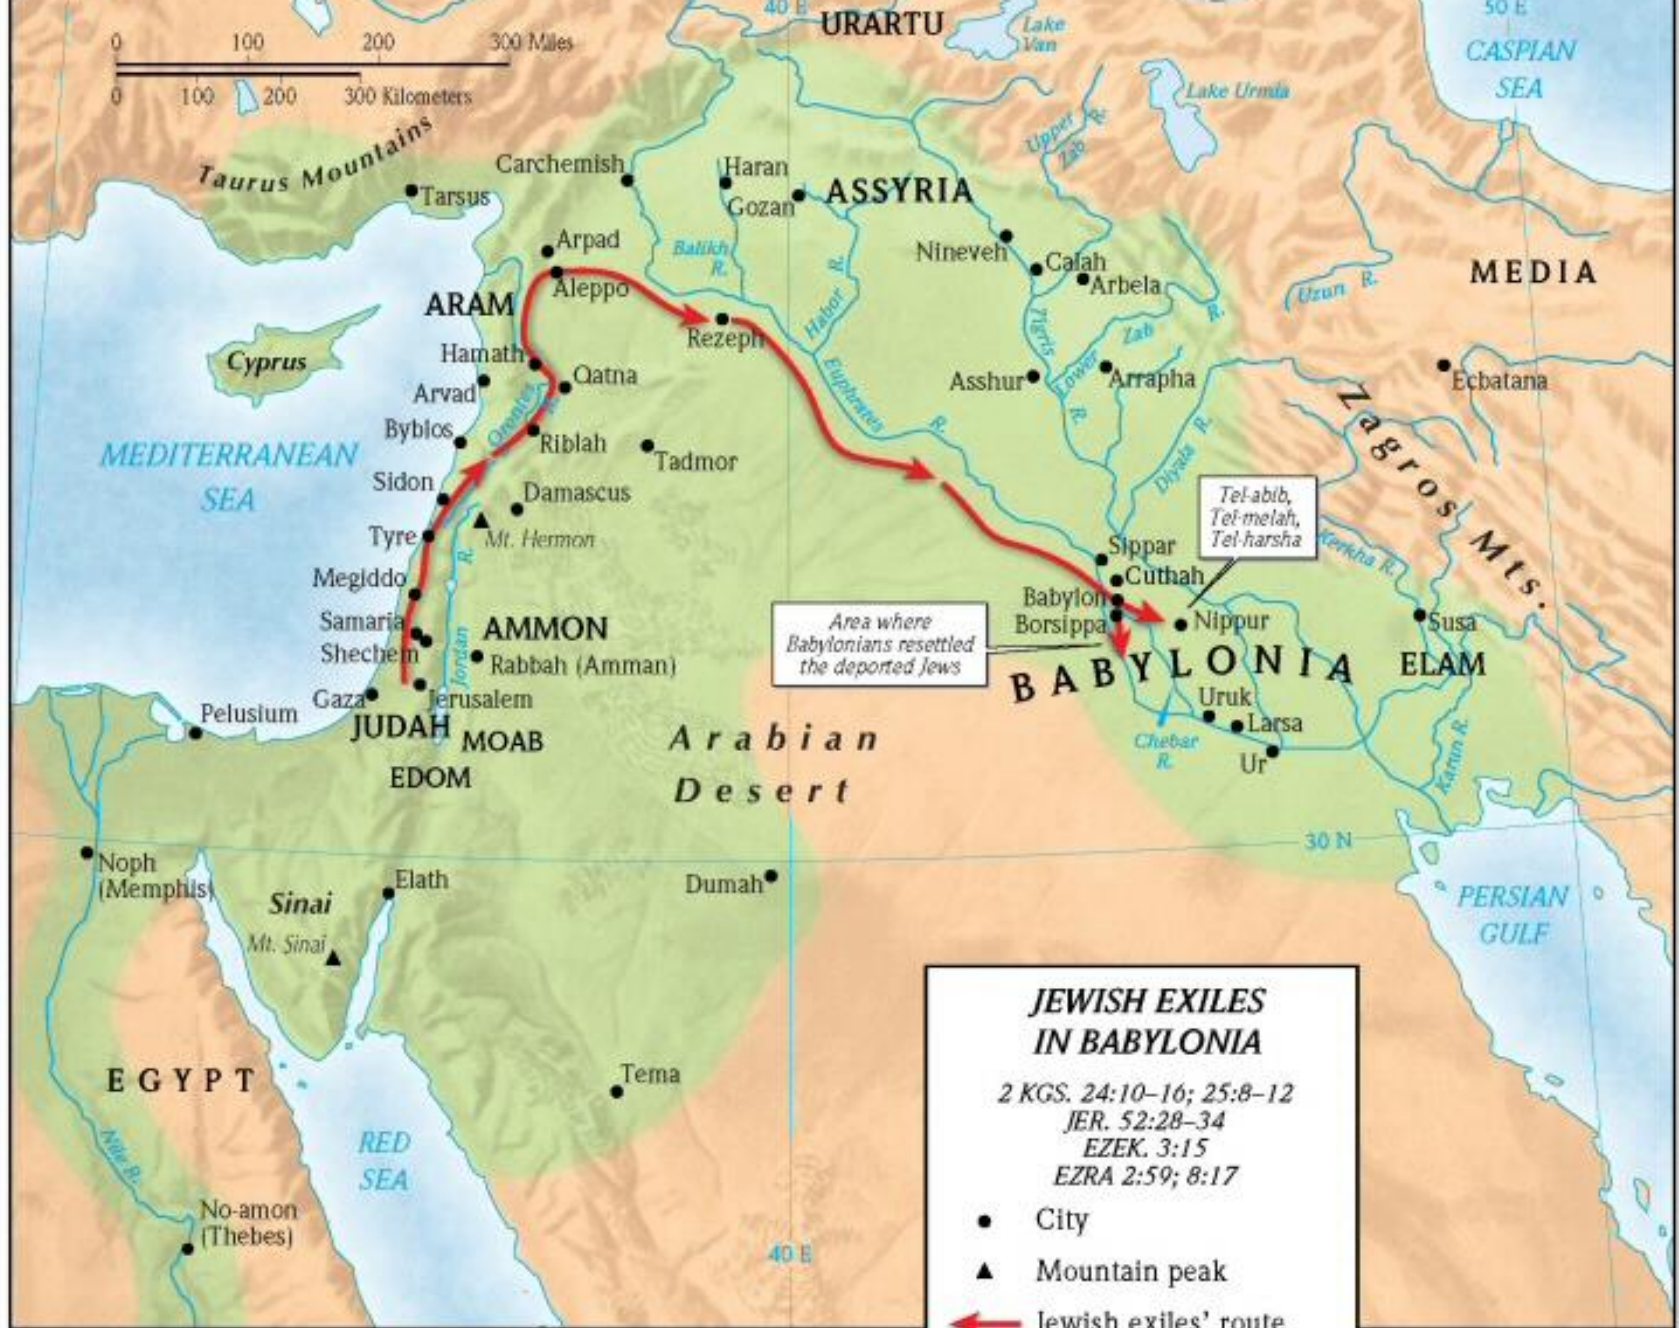 40 E
URARTU
50 E
Lake
Van
CASPIAN
SEA
0 100 200 300 Miles
0 100 200 300 Kilometers
Lake Urmia
Upper
Zab
R.
Taurus Mountains
Carchemish
Haran
Gozan
ASSYRIA
Tarsus
Arpad
Aleppo
Balikh
R.
Habor R.
Nineveh
Calah
Arbela
MEDIA
Uzun R.
ARAM
Rezeph
Tigris
R.
Lower
Zab
R.
Cyprus
Hamath
Qatna
Arvad
Asshur
Arrapha
Ecbatana
Euphrates
R.
Zagros Mts.
Byblos
Orontes
R.
Riblah
Tadmor
Diyala R.
MEDITERRANEAN
SEA
Sidon
Damascus
Tel-abib,
Tel-melah,
Tel-harsha
Tyre
Mt. Hermon
Kerkha R.
Sippar
Cuthah
Megiddo
Babylon
Borsippa
Nippur
Susa
Samaria
AMMON
Area where
Babylonians resettled
the deported Jews
Shechem
Jordan
R.
Rabbah (Amman)
BABYLONIA
ELAM
Gaza
Jerusalem
Pelusium
JUDAH
MOAB
Uruk
Larsa
Ur
Chebar
R.
Karun R.
Arabian
Desert
EDOM
30 N
Noph
(Memphis)
Elath
Dumah
Sinai
Mt. Sinai
PERSIAN
GULF
EGYPT
Tema
RED
SEA
Nile R.
No-amon
(Thebes)
40 E
JEWISH EXILES
IN BABYLONIA
2 KGS. 24:10–16; 25:8–12
JER. 52:28–34
EZEK. 3:15
EZRA 2:59; 8:17
City
Mountain peak
Jewish exiles' route